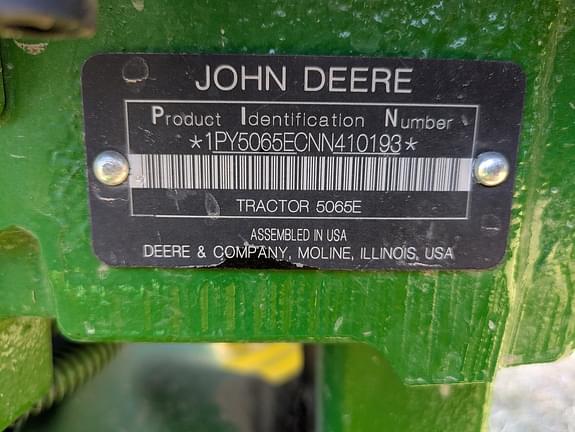 JOHN DEERE
Product Identification Number
*1PY5065ECNN410193*
TRACTOR 5065E
ASSEMBLED IN USA
DEERE & COMPANY, MOLINE, ILLINOIS, USA